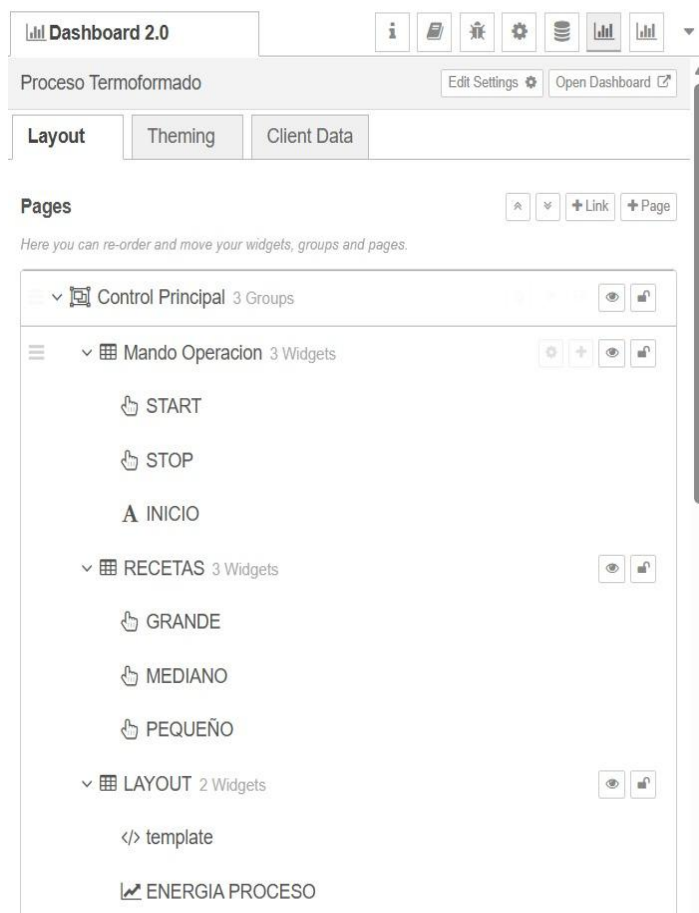 Dashboard 2.0
Proceso Termoformado Edit Settings Open Dashboard
Layout Theming Client Data
Pages Link Page
Here you can re-order and move your widgets, groups and pages.
Control Principal 3 Groups
Mando Operacion 3 Widgets
START
STOP
INICIO
RECETAS 3 Widgets
GRANDE
MEDIANO
PEQUEÑO
LAYOUT 2 Widgets
</> template
ENERGIA PROCESO